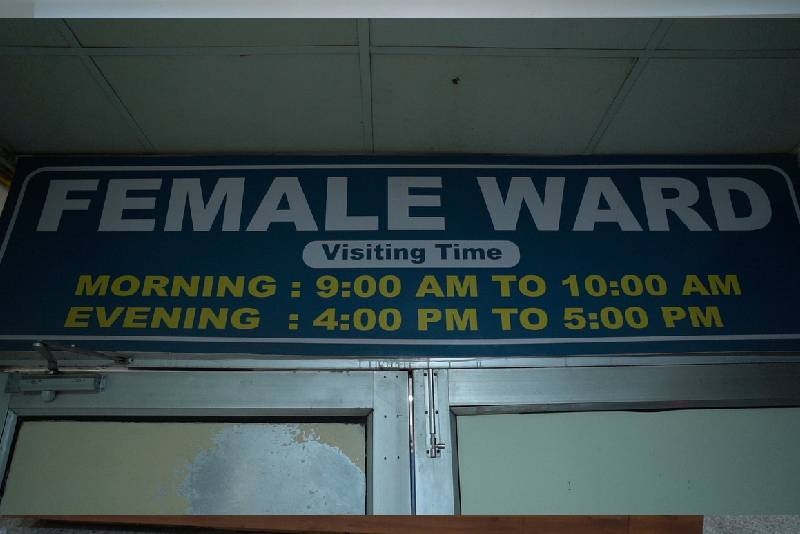 FEMALE WARD
Visiting Time
MORNING : 9:00 AM TO 10:00 AM
EVENING : 4:00 PM TO 5:00 PM